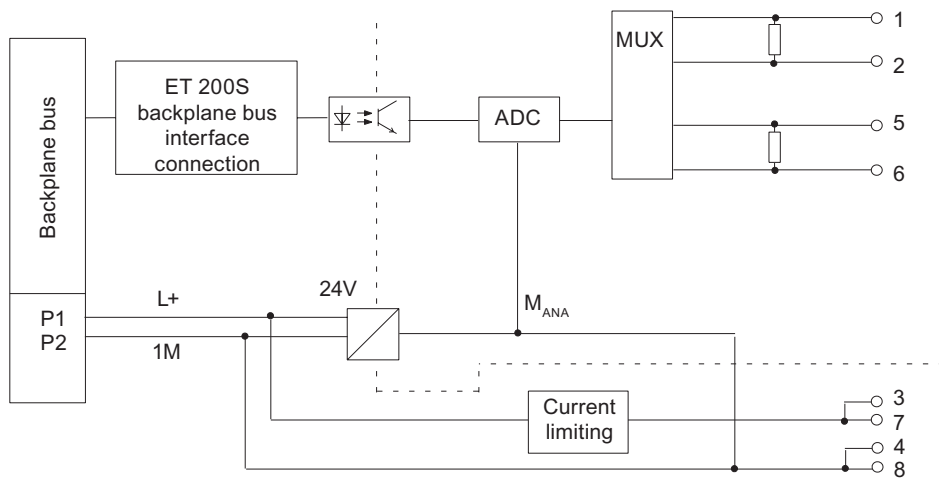 Backplane bus
P1
P2
ET 200S
backplane bus
interface
connection
ADC
MUX
1
2
5
6
L+
1M
24V
MANA
Current
limiting
3
7
4
8